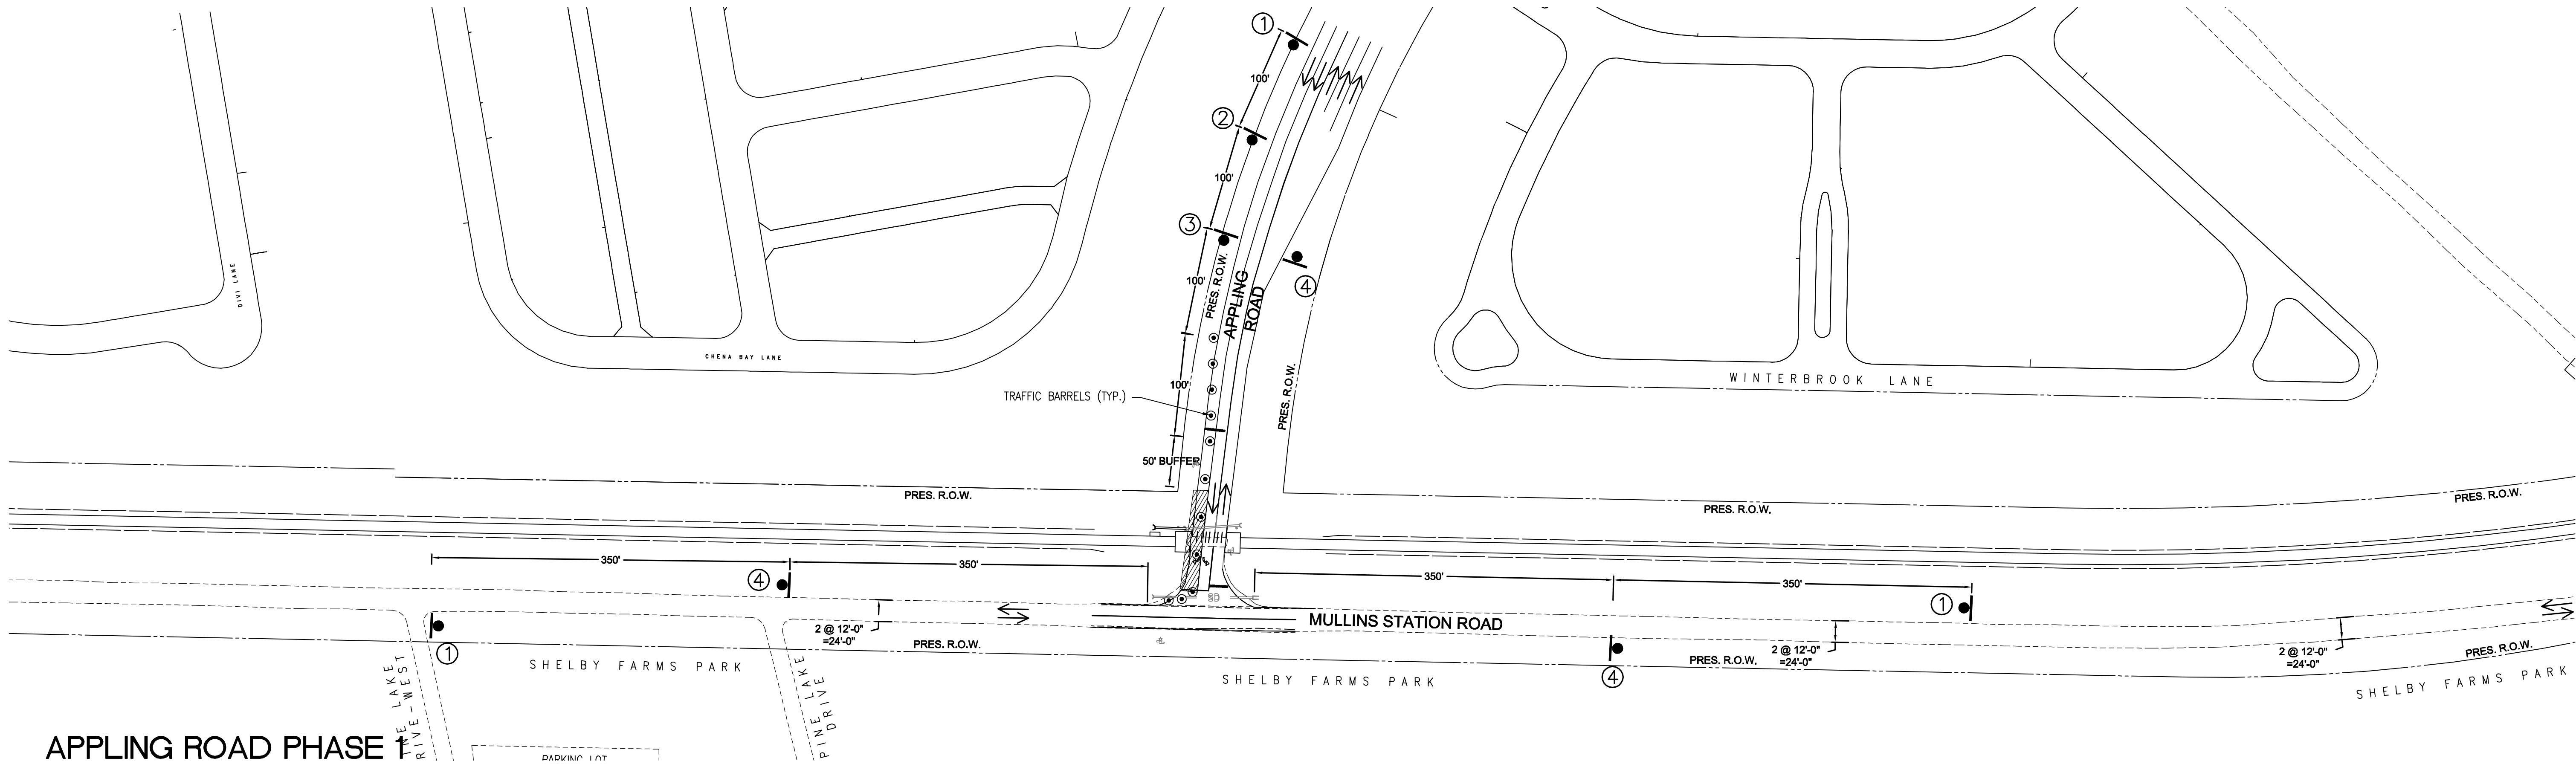 1
100'
2
100'
3
100'
4
PRES. R.O.W.
APPLING
ROAD
DIVI LANE
CHENA BAY LANE
WINTERBROOK LANE
TRAFFIC BARRELS (TYP.)
100'
PRES. R.O.W.
50' BUFFER
PRES. R.O.W.
PRES. R.O.W.
PRES. R.O.W.
350'
4
350'
350'
350'
1
SD
MULLINS STATION ROAD
1
2 @ 12'-0"
=24'-0"
PRES. R.O.W.
4
PRES. R.O.W.
2 @ 12'-0"
=24'-0"
2 @ 12'-0"
=24'-0"
PRES. R.O.W.
SHELBY FARMS PARK
SHELBY FARMS PARK
SHELBY FARMS PARK
PINE LAKE
DRIVE
LAKE
WEST
APPLING ROAD PHASE 1
PARKING LOT